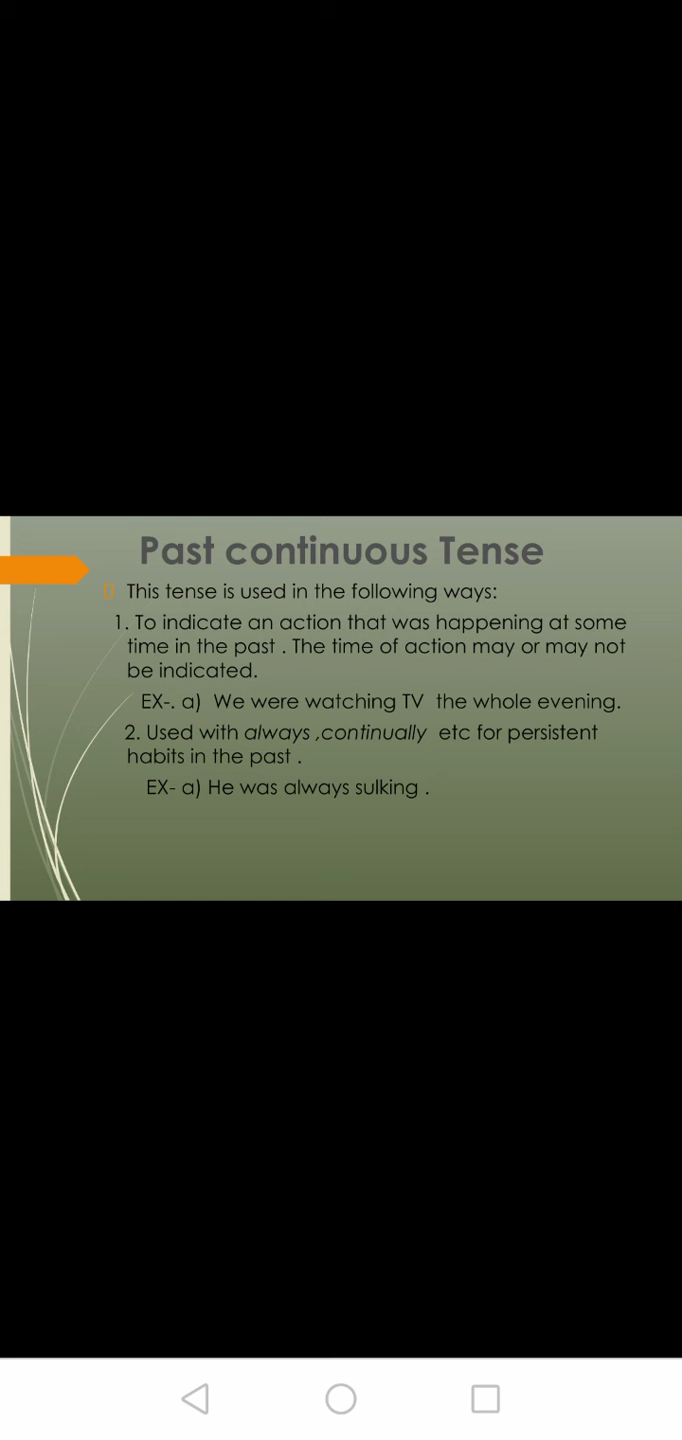 Past continuous Tense
This tense is used in the following ways:
1. To indicate an action that was happening at some
time in the past . The time of action may or may not
be indicated.
EX-. a) We were watching TV the whole evening.
2. Used with always ,continually etc for persistent
habits in the past .
EX- a) He was always sulking .